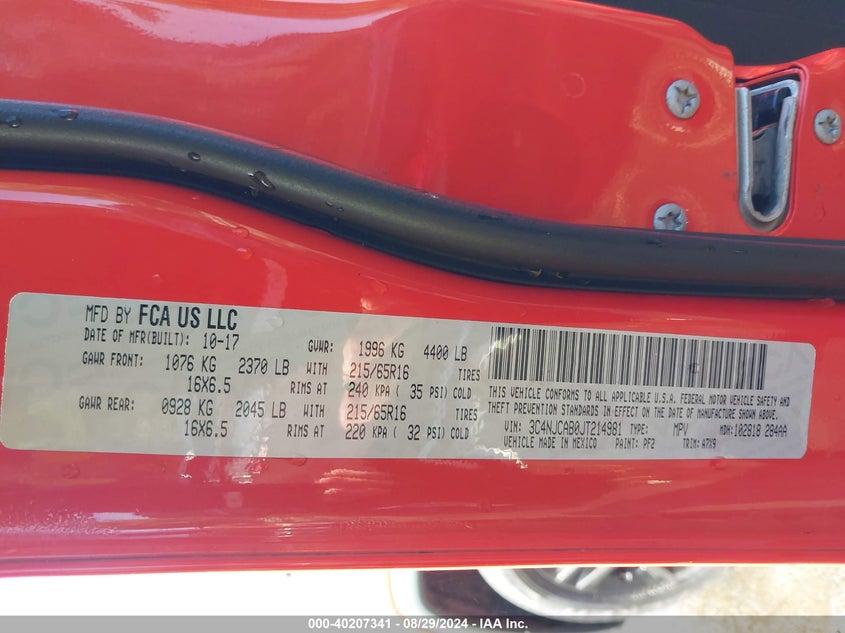 MFD BY FCA US LLC
DATE OF MFR(BUILT): 10-17 GVWR: 1996 KG 4400 LB
GAWR FRONT: 1076 KG 2370 LB WITH 215/65R16 TIRES
16X6.5 RIMS AT 240 KPA ( 35 PSI) COLD
GAWR REAR: 0928 KG 2045 LB WITH 215/65R16 TIRES
16X6.5 RIMS AT 220 KPA ( 32 PSI) COLD
THIS VEHICLE CONFORMS TO ALL APPLICABLE U.S.A. FEDERAL MOTOR VEHICLE SAFETY AND
THEFT PREVENTION STANDARDS IN EFFECT ON THE DATE OF MANUFACTURE SHOWN ABOVE.
VIN: 3C4NJCAB0JT214981 TYPE: MPV MDH: 102818 284AA
VEHICLE MADE IN MEXICO PAINT: PF2 TRIM: A7X9
000-40207341 - 08/29/2024 - IAA Inc.